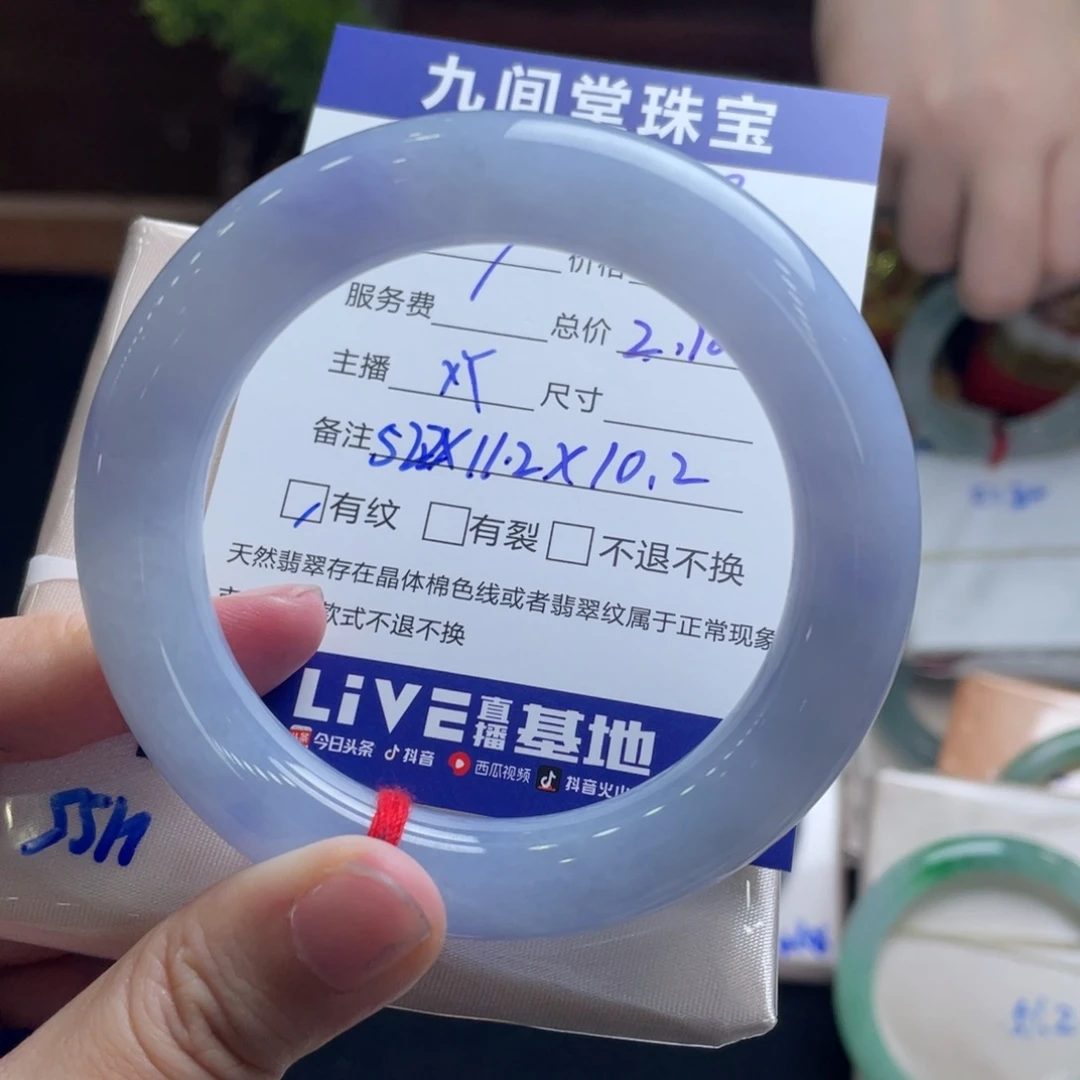 九间堂珠宝
价格
服务费 总价 2.10
主播 尺寸
备注 52.2X11.2X10.2
有纹 有裂 不退不换
天然翡翠存在晶体棉色线或者翡翠纹属于正常现象
款式不退不换
LiVE直播基地
今日头条 抖音 西瓜视频 抖音火山
55H